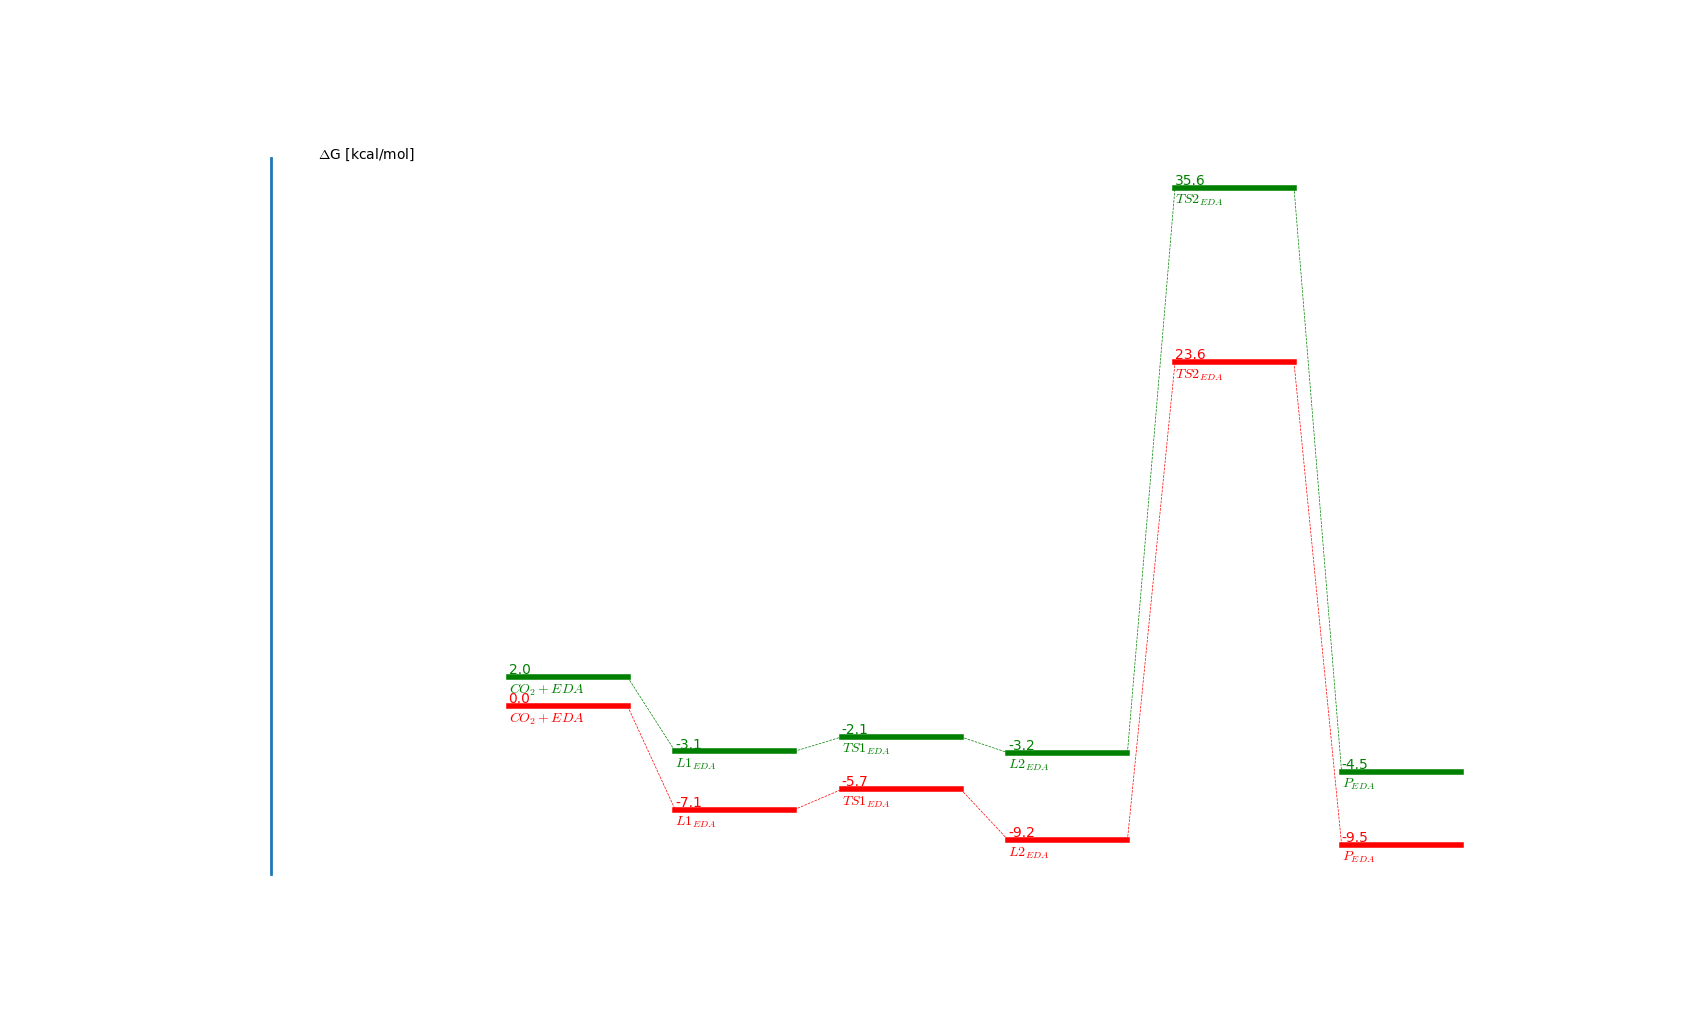 ΔG [kcal/mol]
35.6
TS2_{EDA}
23.6
TS2_{EDA}
2.0
CO_2 + EDA
0.0
CO_2 + EDA
-3.1
L1_{EDA}
-7.1
L1_{EDA}
-2.1
TS1_{EDA}
-5.7
TS1_{EDA}
-3.2
L2_{EDA}
-9.2
L2_{EDA}
-4.5
P_{EDA}
-9.5
P_{EDA}